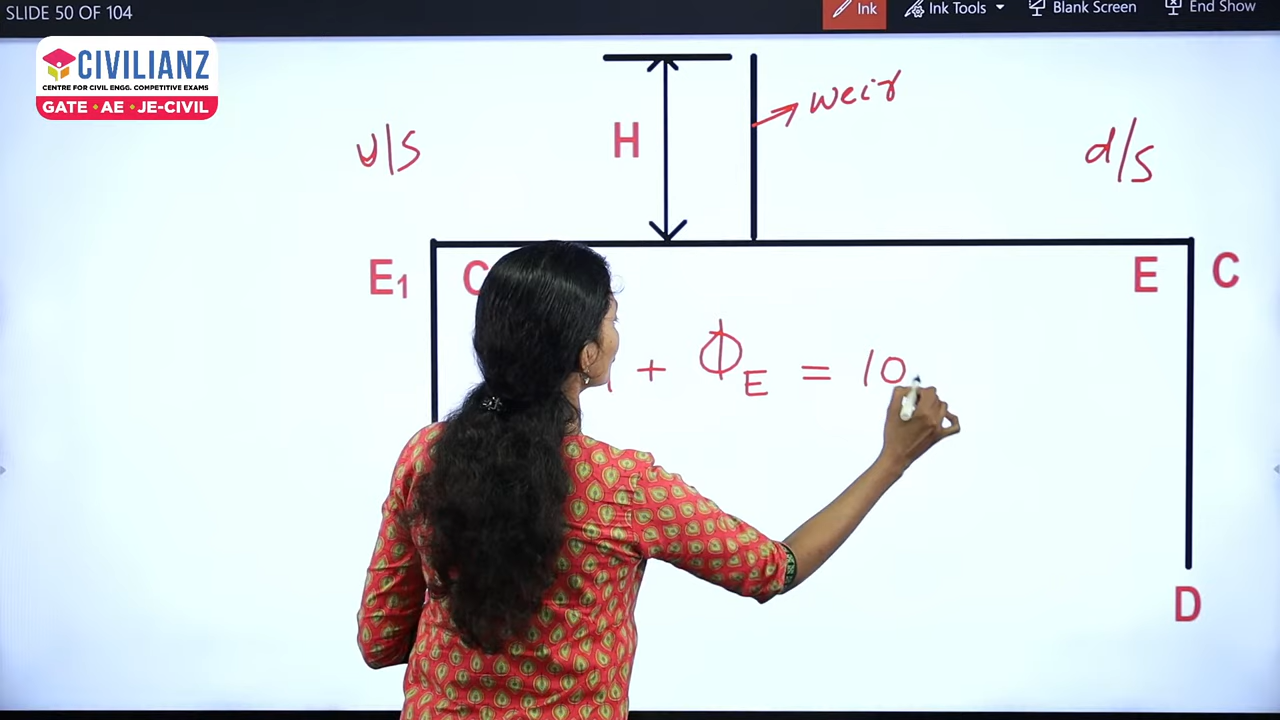 SLIDE 50 OF 104
Ink
Ink Tools
Blank Screen
End Show
CIVILIANZ
CENTRE FOR CIVIL ENGG. COMPETITIVE EXAMS
GATE • AE • JE-CIVIL
weir
H
u/s
d/s
E1
C
E
C
+ ΦE = 10
D